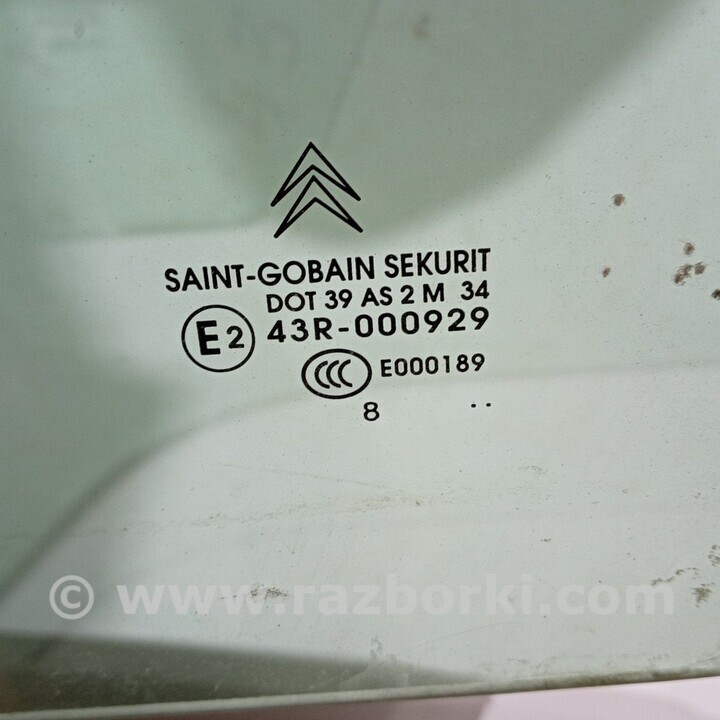 SAINT-GOBAIN SEKURIT
DOT 39 AS 2 M 34
E2 43R-000929
CCC E000189
8 ..
© www.razborki.com